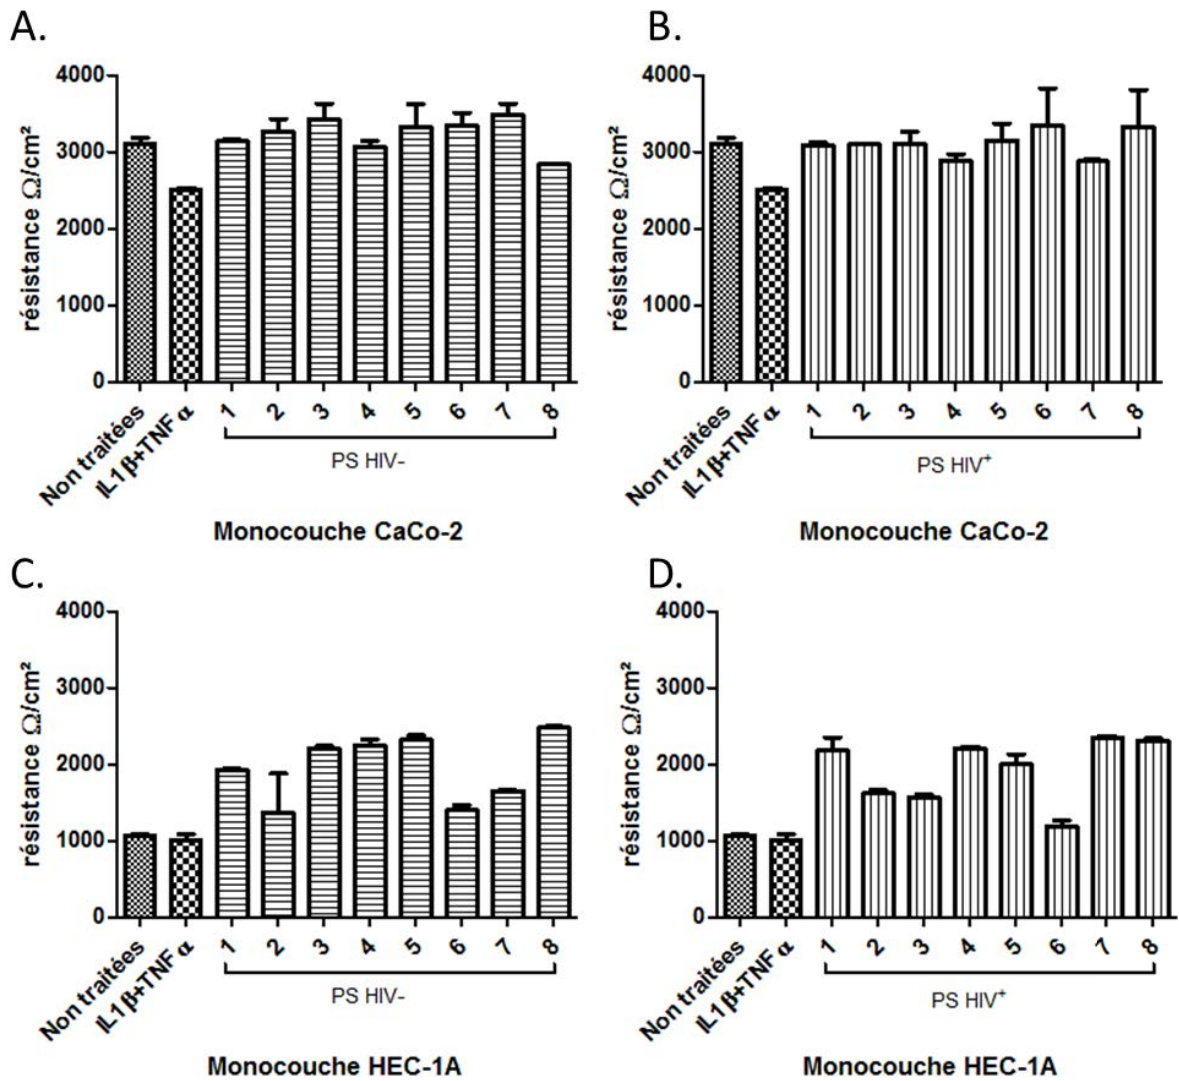 A.
résistance Ω/cm²
4000
3000
2000
1000
0
Non traitées
IL1β+TNF α
1
2
3
4
5
6
7
8
PS HIV-
Monocouche CaCo-2
B.
résistance Ω/cm²
4000
3000
2000
1000
0
Non traitées
IL1β+TNF α
1
2
3
4
5
6
7
8
PS HIV⁺
Monocouche CaCo-2
C.
résistance Ω/cm²
4000
3000
2000
1000
0
Non traitées
IL1β+TNF α
1
2
3
4
5
6
7
8
PS HIV-
Monocouche HEC-1A
D.
résistance Ω/cm²
4000
3000
2000
1000
0
Non traitées
IL1β+TNF α
1
2
3
4
5
6
7
8
PS HIV⁺
Monocouche HEC-1A